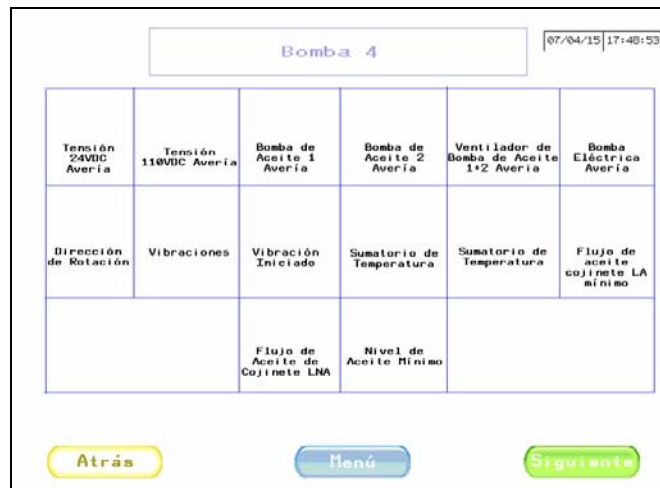 Bomba 4
07/04/15 17:48:53
Tensión
24VDC
Avería
Tensión
110VDC Avería
Bomba de
Aceite 1
Avería
Bomba de
Aceite 2
Avería
Ventilador de
Bomba de Aceite
1+2 Averia
Bomba
Eléctrica
Avería
Dirección
de Rotación
Vibraciones
Vibración
Iniciado
Sumatorio de
Temperatura
Sumatorio de
Temperatura
Flujo de
aceite
cojinete LA
mínimo
Flujo de
Aceite de
Cojinete LNA
Nivel de
Aceite Mínimo
Atrás
Menú
Siguiente